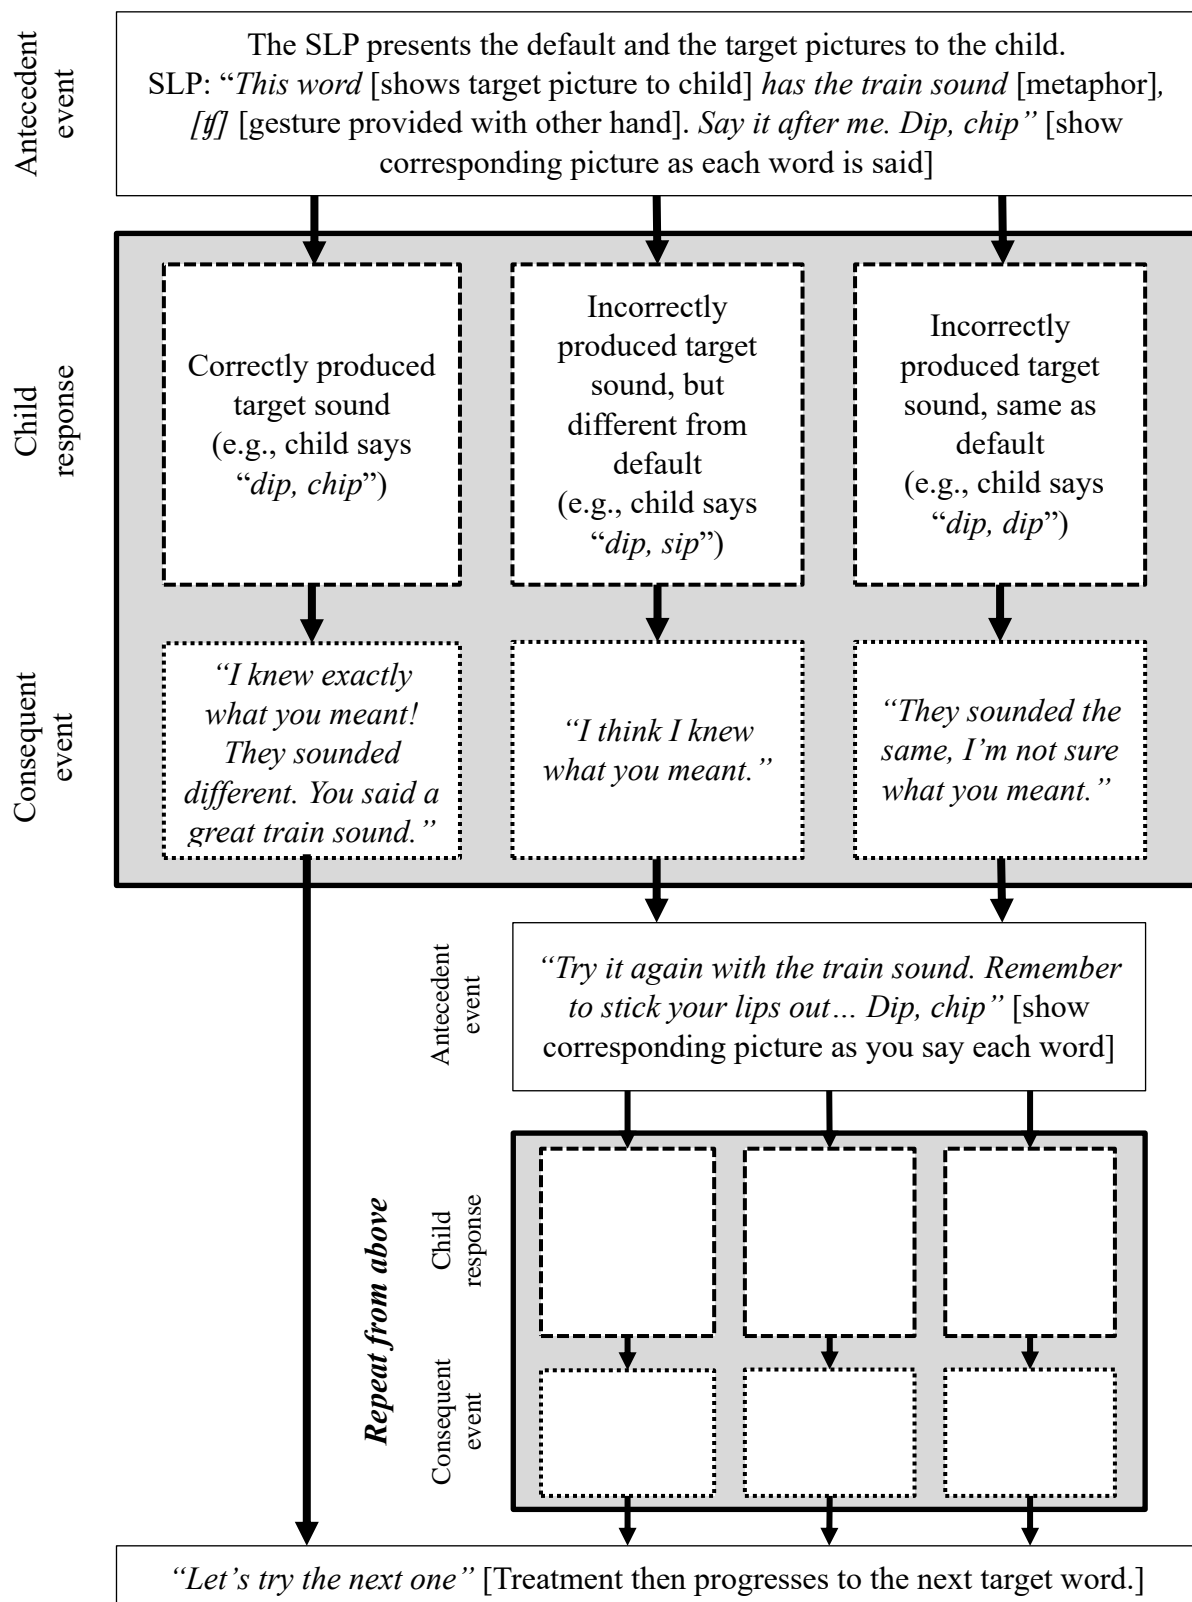 Antecedent
event
The SLP presents the default and the target pictures to the child.
SLP: “This word [shows target picture to child] has the train sound [metaphor],
[ʧ] [gesture provided with other hand]. Say it after me. Dip, chip” [show
corresponding picture as each word is said]
Child
response
Correctly produced
target sound
(e.g., child says
“dip, chip”)
Incorrectly
produced target
sound, but
different from
default
(e.g., child says
“dip, sip”)
Incorrectly
produced target
sound, same as
default
(e.g., child says
“dip, dip”)
Consequent
event
“I knew exactly
what you meant!
They sounded
different. You said a
great train sound.”
“I think I knew
what you meant.”
“They sounded the
same, I’m not sure
what you meant.”
Antecedent
event
“Try it again with the train sound. Remember
to stick your lips out… Dip, chip” [show
corresponding picture as you say each word]
Repeat from above
Child
response
Consequent
event
“Let’s try the next one” [Treatment then progresses to the next target word.]